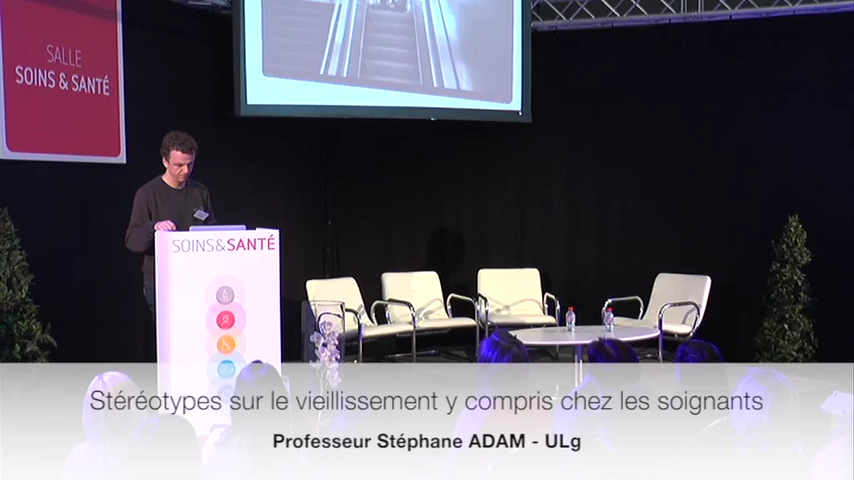 SALLE
SOINS & SANTÉ
SOINS&SANTÉ
Stéréotypes sur le vieillissement y compris chez les soignants
Professeur Stéphane ADAM - ULg